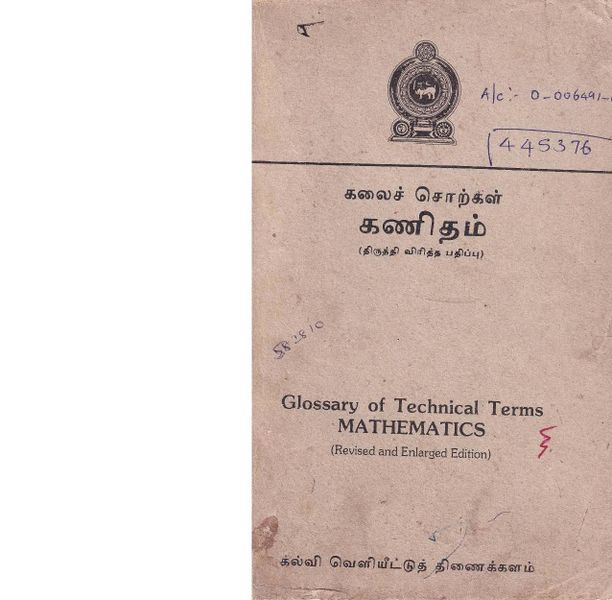 A/c :- 0-006491-
445376
கலைச் சொற்கள்
கணிதம்
(திருத்தி விரித்த பதிப்பு)
Glossary of Technical Terms
MATHEMATICS
(Revised and Enlarged Edition)
கல்வி வெளியீட்டுத் திணைக்களம்